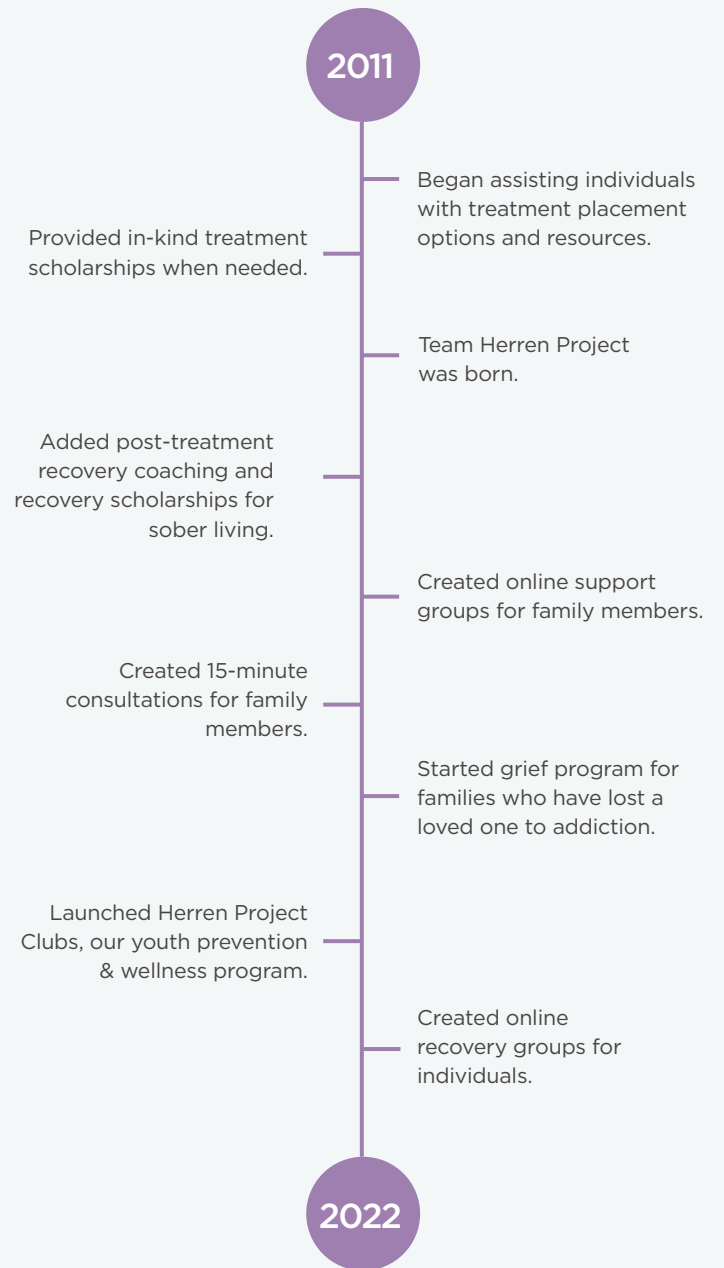 2011
Began assisting individuals
with treatment placement
options and resources.
Provided in-kind treatment
scholarships when needed.
Team Herren Project
was born.
Added post-treatment
recovery coaching and
recovery scholarships for
sober living.
Created online support
groups for family members.
Created 15-minute
consultations for family
members.
Started grief program for
families who have lost a
loved one to addiction.
Launched Herren Project
Clubs, our youth prevention
& wellness program.
Created online
recovery groups for
individuals.
2022